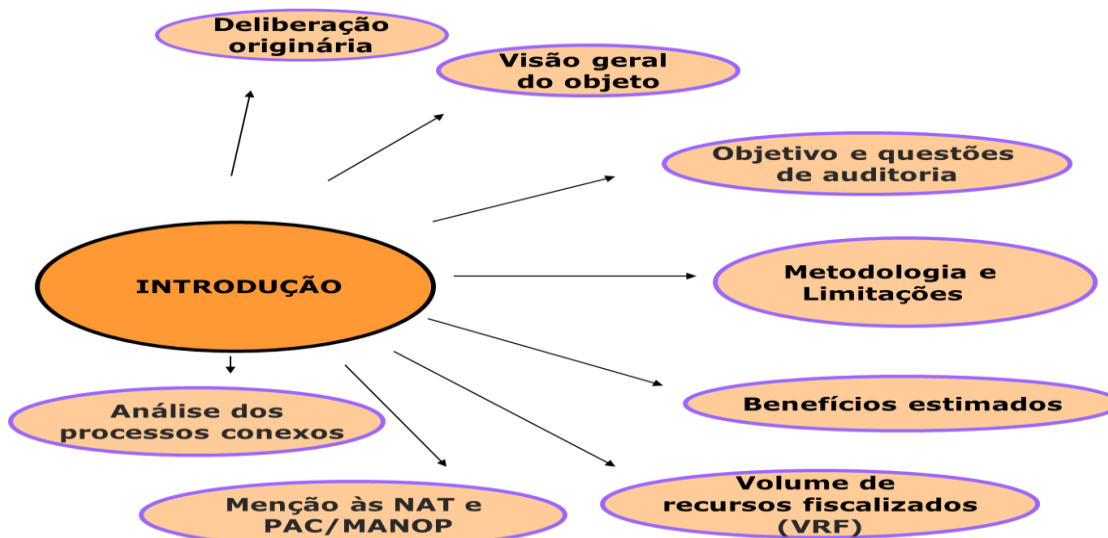 Deliberação
originária
Visão geral
do objeto
Objetivo e questões
de auditoria
INTRODUÇÃO
Metodologia e
Limitações
Benefícios estimados
Análise dos
processos conexos
Volume de
recursos fiscalizados
(VRF)
Menção às NAT e
PAC/MANOP